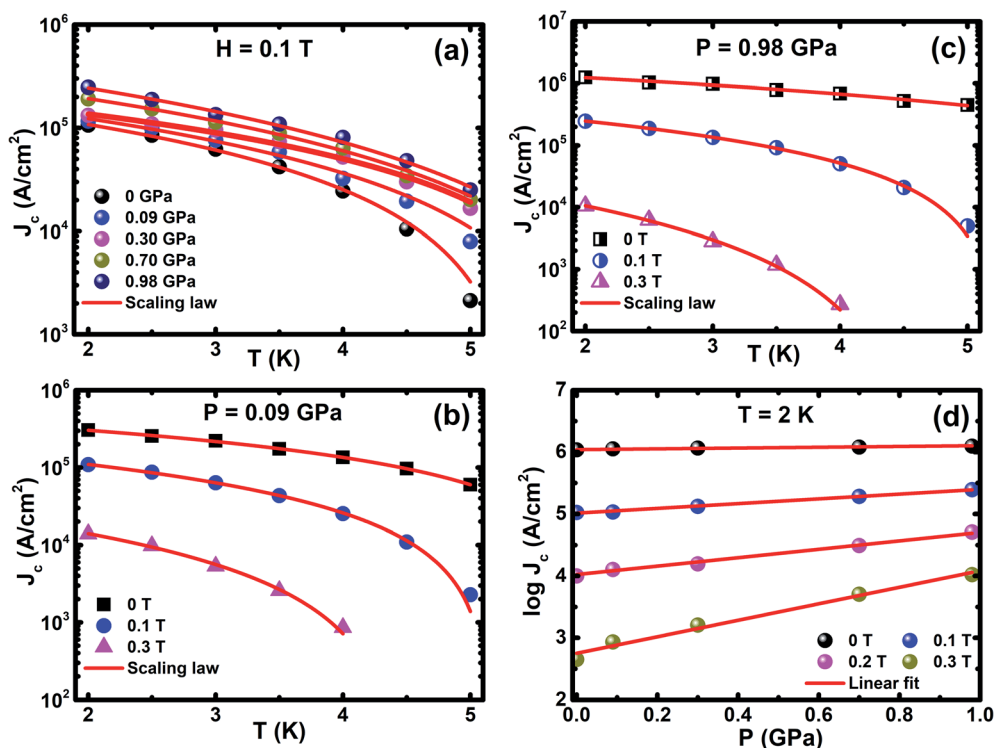 (a)
H = 0.1 T
J_c (A/cm^2)
10^6
10^5
10^4
10^3
0 GPa
0.09 GPa
0.30 GPa
0.70 GPa
0.98 GPa
Scaling law
2 3 4 5
T (K)
(c)
P = 0.98 GPa
J_c (A/cm^2)
10^7
10^6
10^5
10^4
10^3
10^2
0 T
0.1 T
0.3 T
Scaling law
2 3 4 5
T (K)
(b)
P = 0.09 GPa
J_c (A/cm^2)
10^6
10^5
10^4
10^3
10^2
0 T
0.1 T
0.3 T
Scaling law
2 3 4 5
T (K)
(d)
T = 2 K
log J_c (A/cm^2)
7
6
5
4
3
2
0 T 0.1 T
0.2 T 0.3 T
Linear fit
0.0 0.2 0.4 0.6 0.8 1.0
P (GPa)